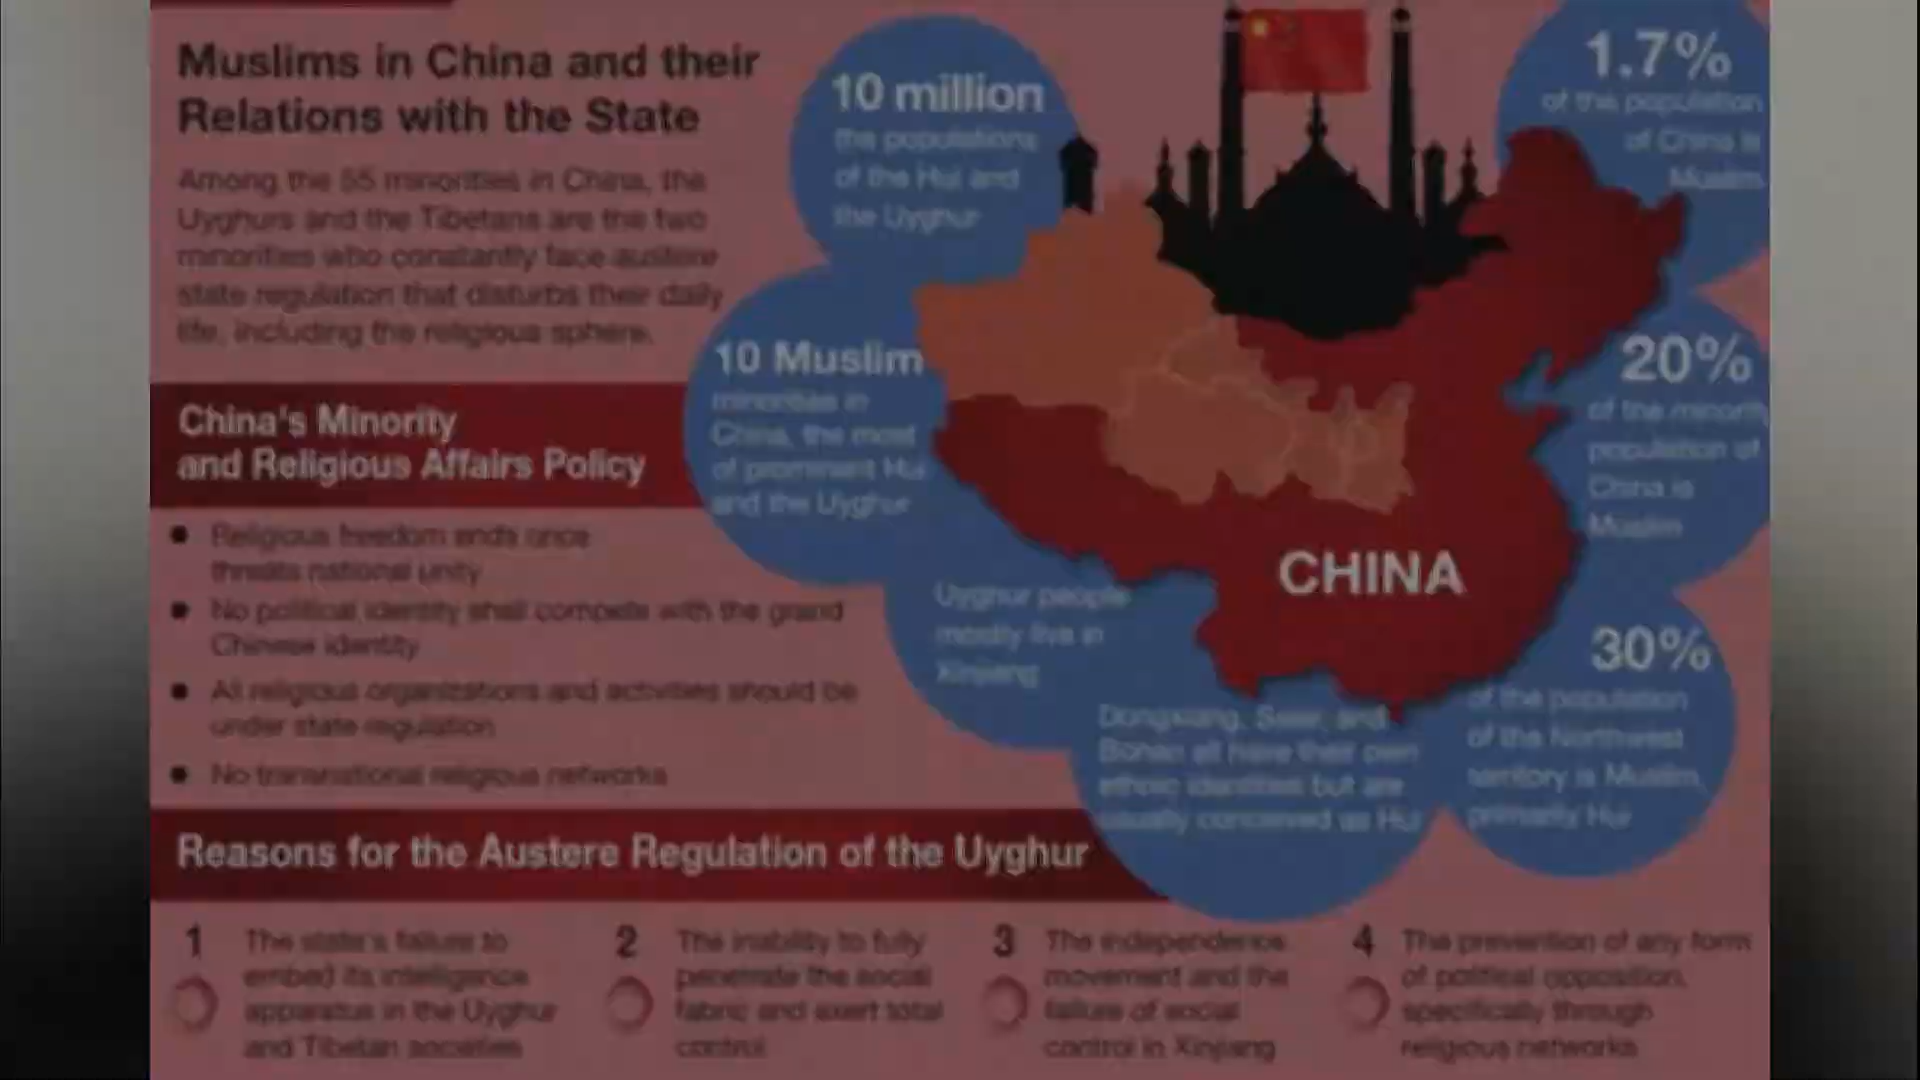 Muslims in China and their
Relations with the State
Among the 55 minorities in China, the
Uyghurs and the Tibetans are the two
minorities who constantly face austere
state regulation that disturbs their daily
life, including the religious sphere.
China's Minority
and Religious Affairs Policy
Religious freedom ends once
threats national unity
No political identity shall compete with the grand
Chinese identity
All religious organizations and activities should be
under state regulation
No transnational religious networks
10 million
the populations
of the Hui and
the Uyghur
10 Muslim
minorities in
China, the most
of prominant Hui
and the Uyghur
Uyghur people
mostly live in
Xinjiang
Dongxiang, Salar, and
Bonan all have their own
ethnic identities but are
usually conceived as Hui
CHINA
1.7%
of the population
of China is
Muslim
20%
of the minority
population of
China is
Muslim
30%
of the population
of the Northwest
territory is Muslim,
primarily Hui
Reasons for the Austere Regulation of the Uyghur
1
The state's failure to
embed its intelligence
apparatus in the Uyghur
and Tibetan societies
2
The inability to fully
penetrate the social
fabric and exert total
control
3
The independence
movement and the
failure of social
control in Xinjiang
4
The prevention of any form
of political opposition,
specifically through
religious networks